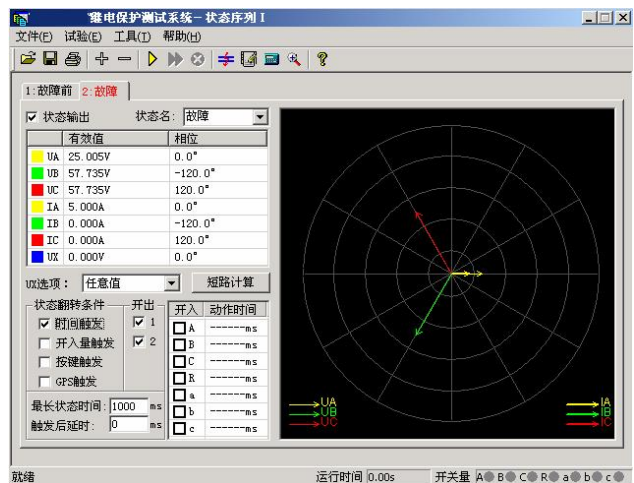 继电保护测试系统-状态序列 I
文件(F) 试验(E) 工具(T) 帮助(H)
1:故障前 2:故障
状态输出 状态名: 故障
有效值 相位
UA 25.005V 0.0°
UB 57.735V -120.0°
UC 57.735V 120.0°
IA 5.000A 0.0°
IB 0.000A -120.0°
IC 0.000A 120.0°
UX 0.000V 0.0°
UX选项: 任意值 短路计算
状态翻转条件 开出 开入 动作时间
时间触发 1 A ------ms
开入量触发 2 B ------ms
按键触发 C ------ms
GPS触发 R ------ms
a ------ms
最长状态时间: 1000 ms b ------ms
触发后延时: 0 ms c ------ms
UA IA
UB IB
UC IC
就绪 运行时间 0.00s 开关量 A B C R a b c